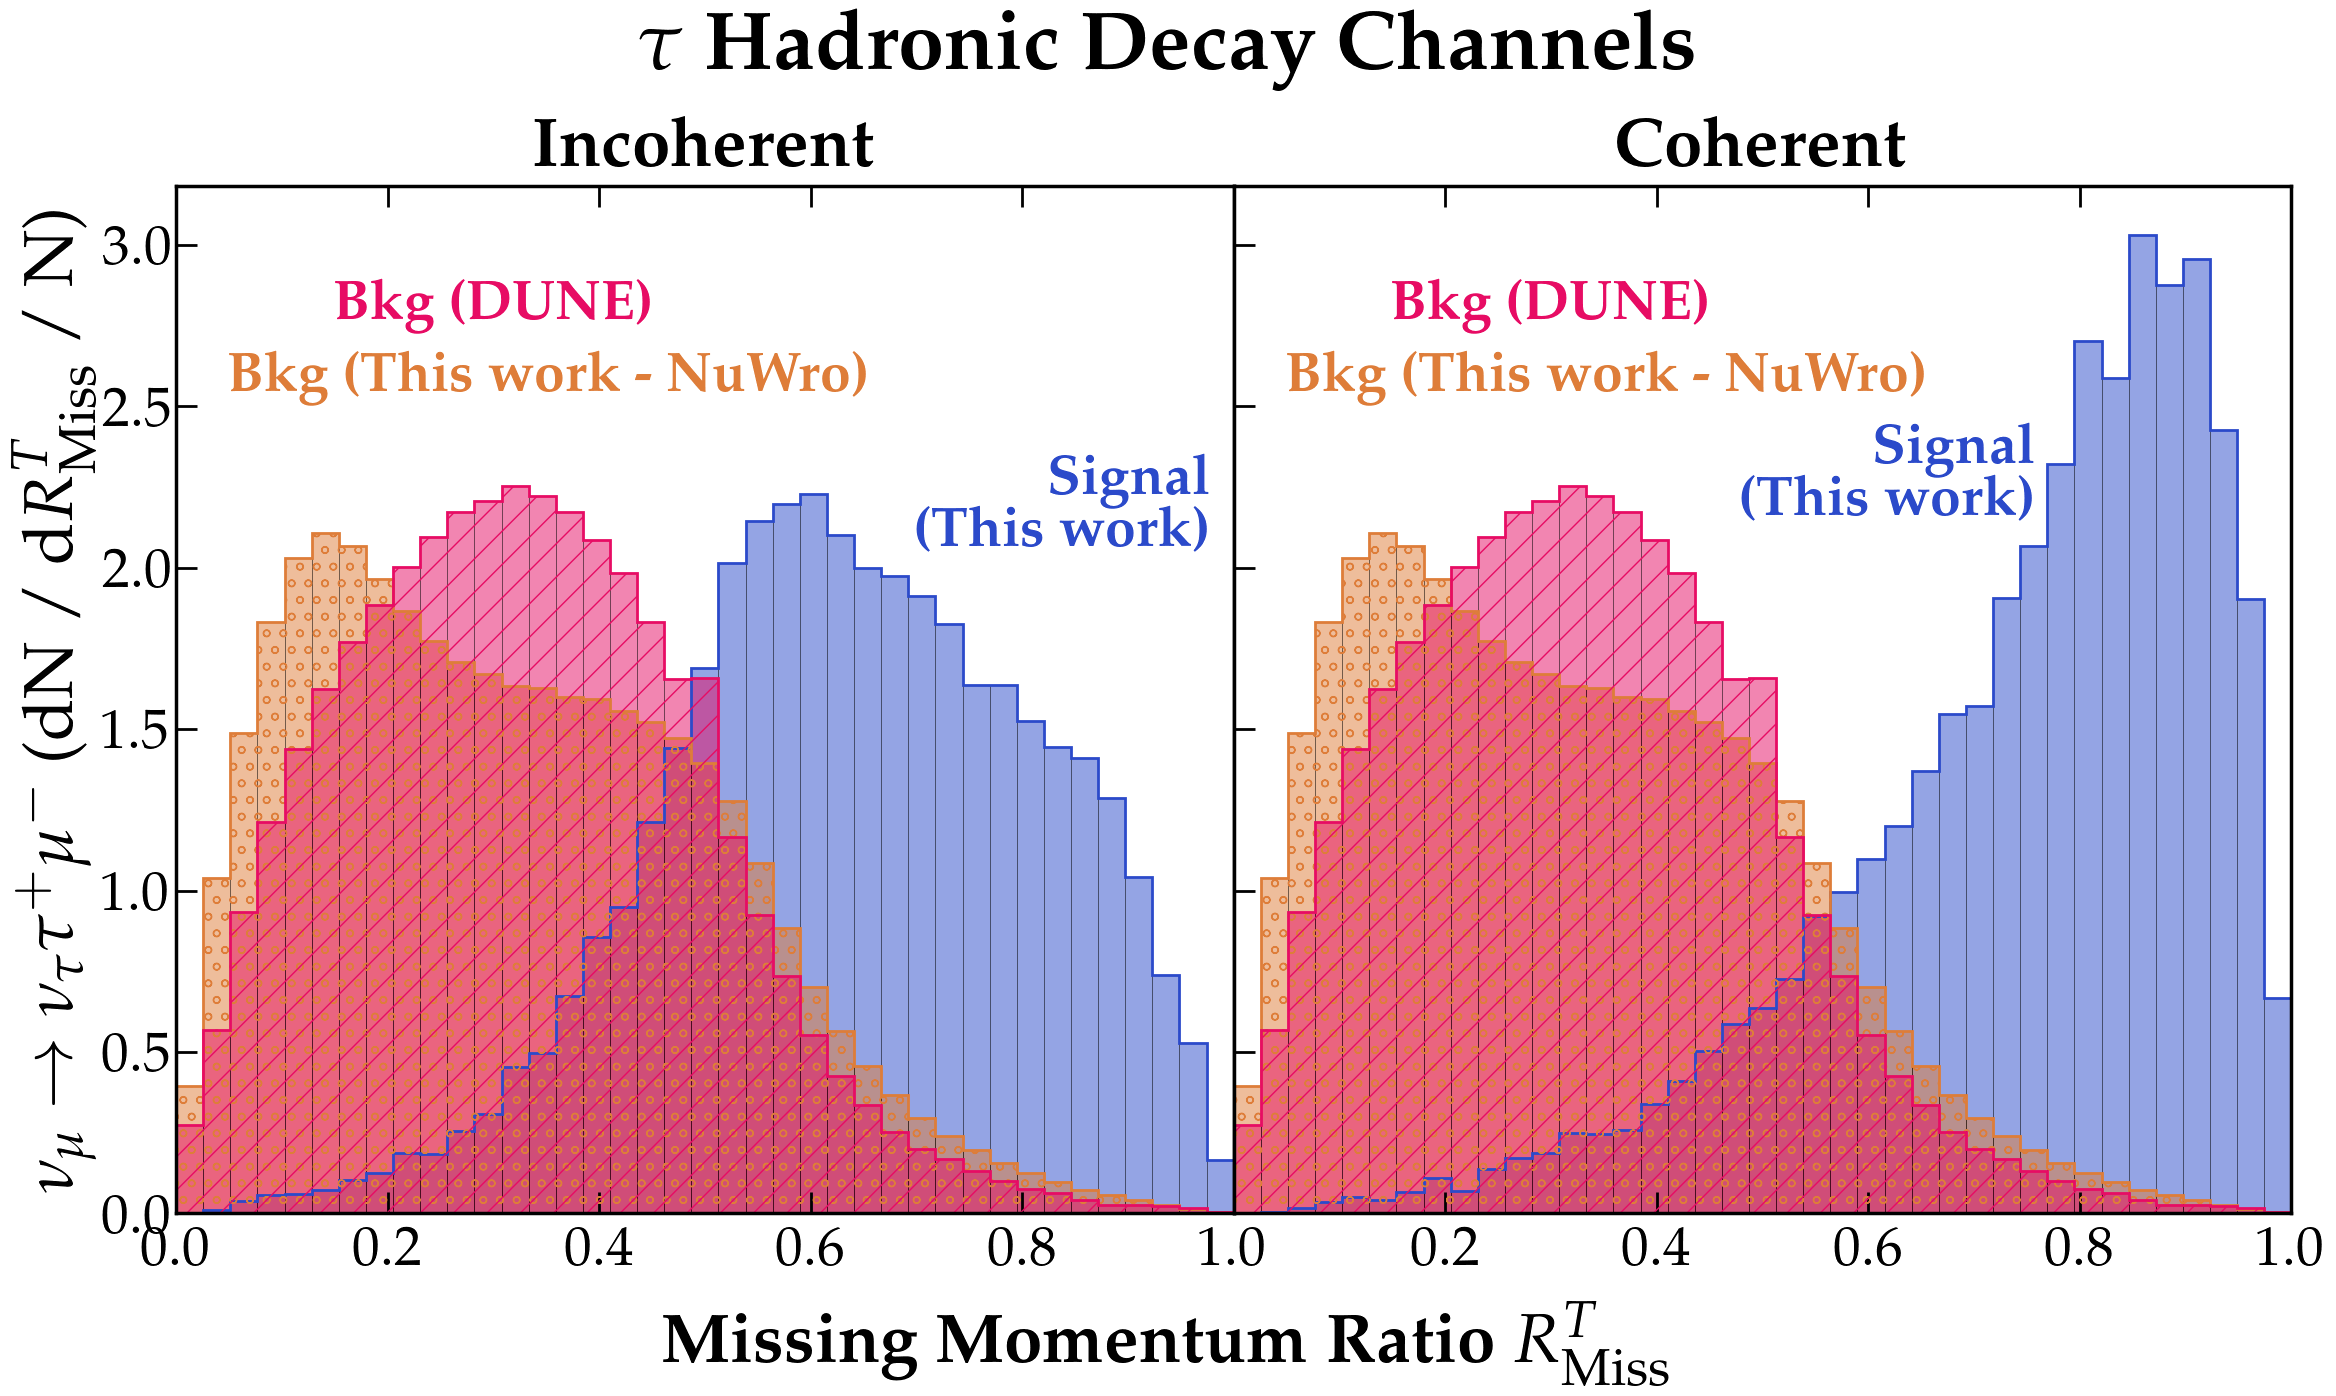 τ Hadronic Decay Channels
Incoherent
Coherent
ν_μ → ν_τ τ⁺ μ⁻ (dN / dR^T_Miss / N)
3.0
2.5
2.0
1.5
1.0
0.5
0.0
Bkg (DUNE)
Bkg (This work - NuWro)
Signal
(This work)
Bkg (DUNE)
Bkg (This work - NuWro)
Signal
(This work)
0.0 0.2 0.4 0.6 0.8 1.0 0.2 0.4 0.6 0.8 1.0
Missing Momentum Ratio R^T_Miss